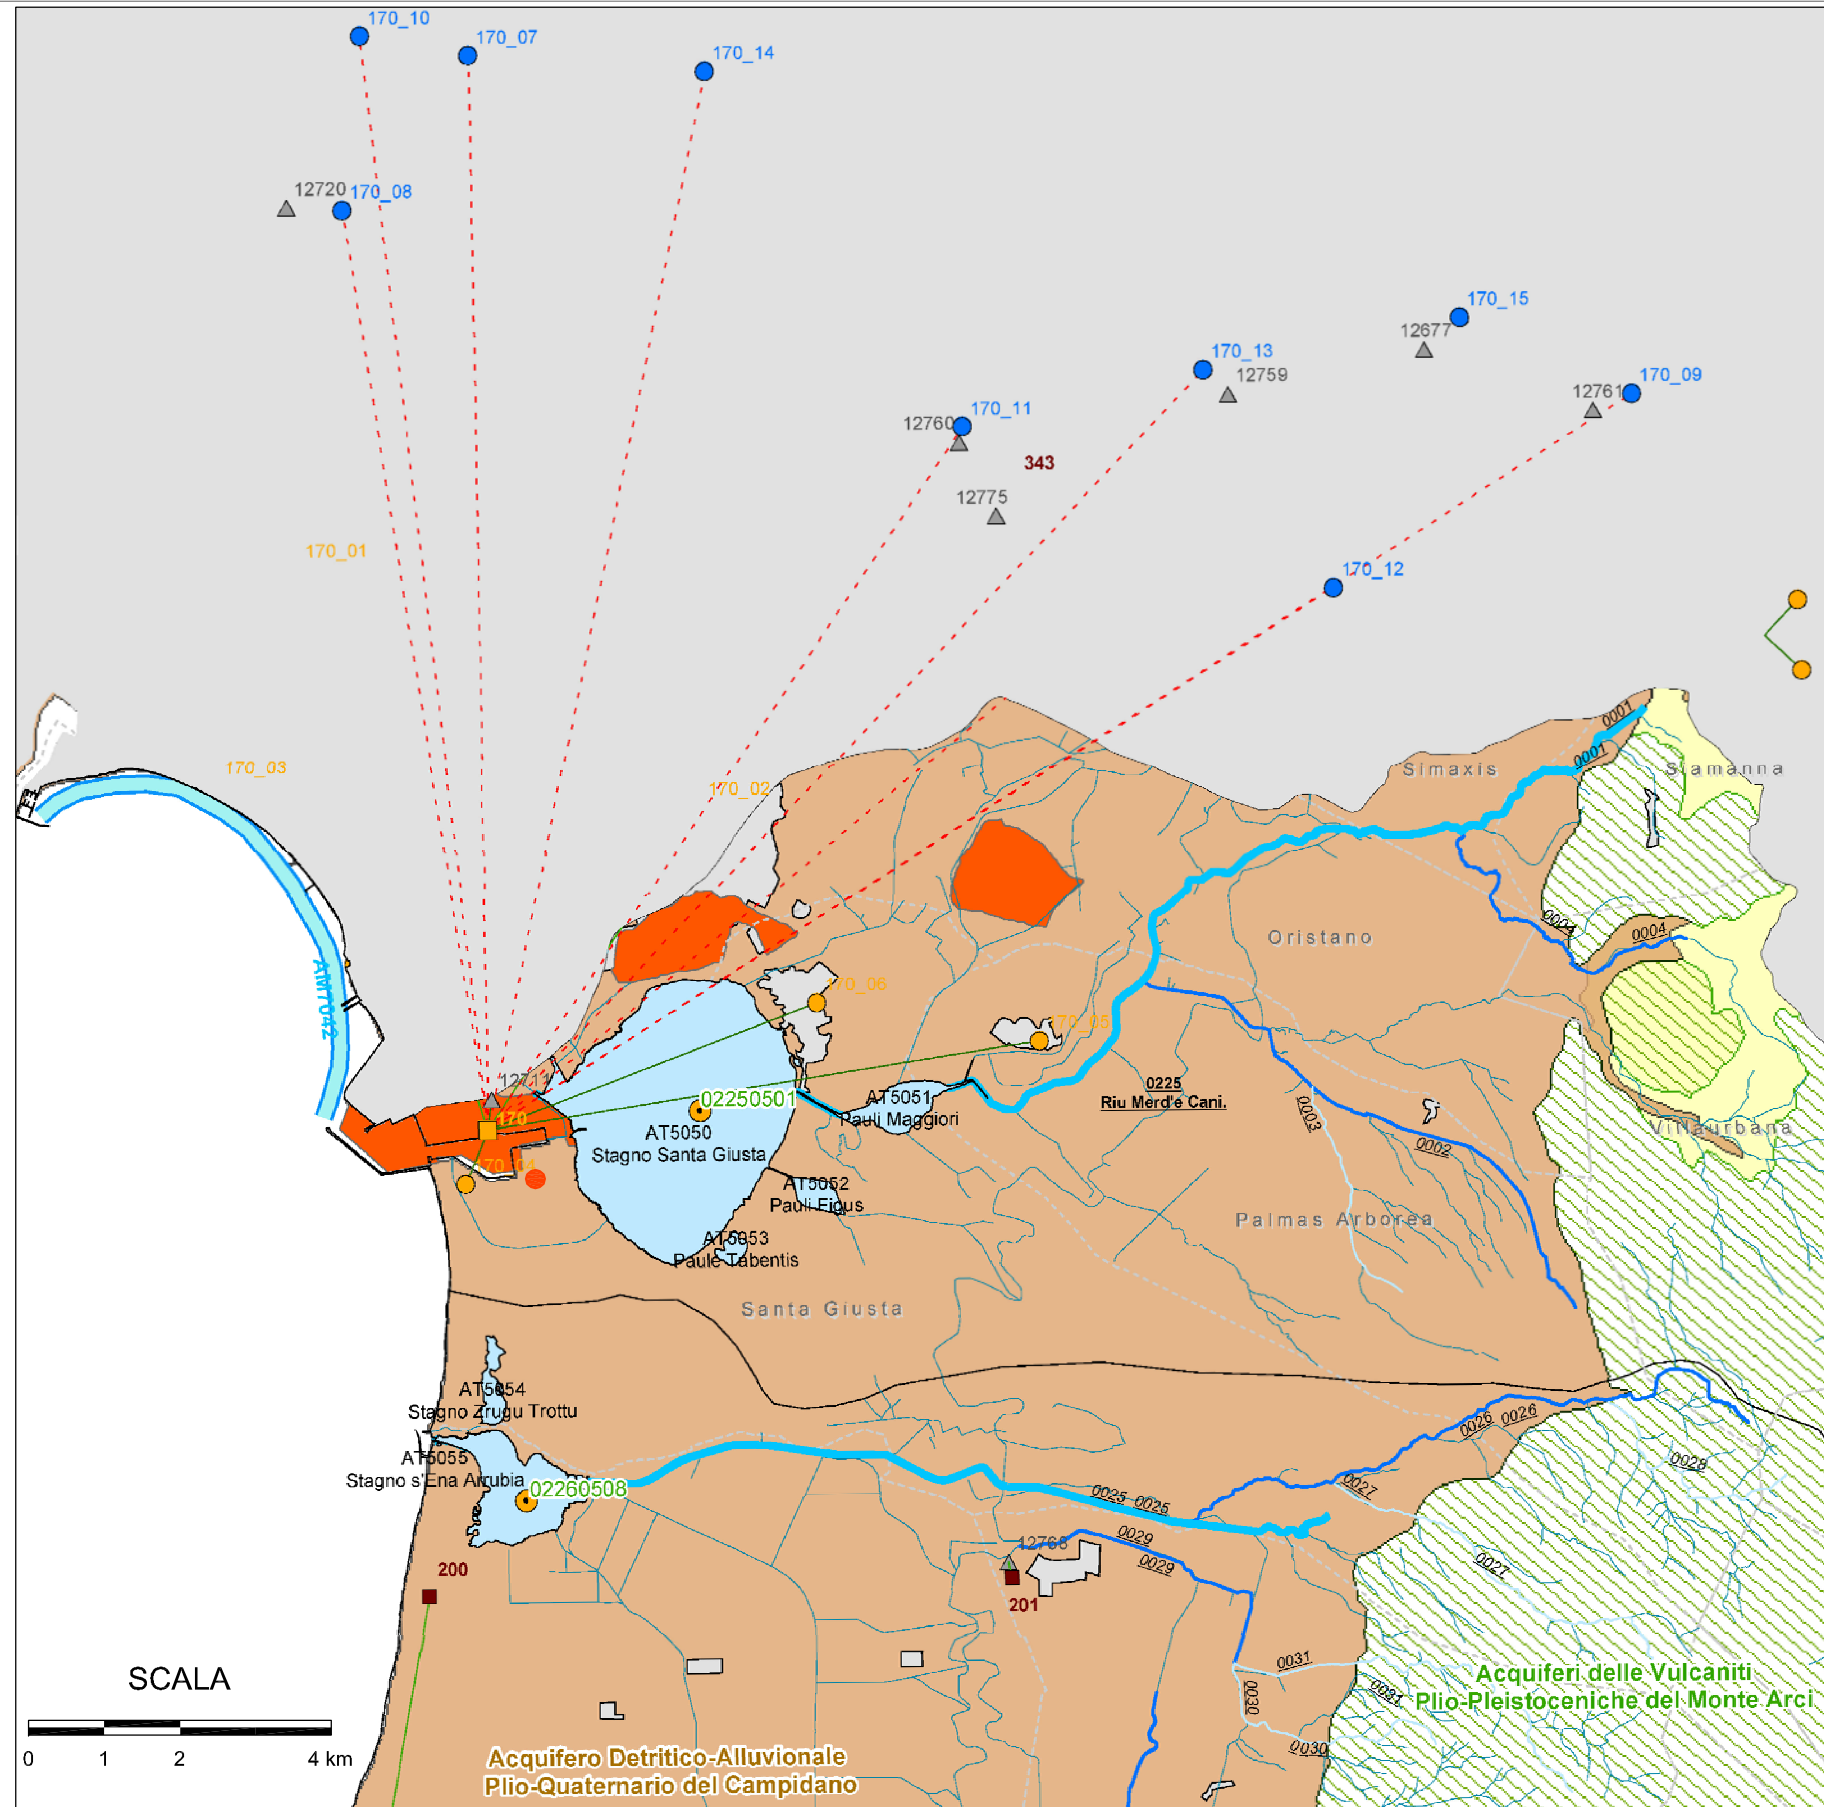 170_10
170_07
170_14
12720
170_08
170_15
12677
170_13
12759
170_09
12761
170_11
12760
343
12775
170_01
170_12
170_03
170_02
0001
0001
Simaxis
Siamanna
Oristano
0004
0004
AM7042
170_06
170_05
12711
170
02250501
AT5051
Pauli Maggiori
0225
Riu Merd'e Cani.
0003
0002
Villaurbana
AT5050
Stagno Santa Giusta
170_04
AT5052
Pauli Figus
AT5053
Paule Tabentis
Palmas Arborea
Santa Giusta
AT5054
Stagno Zrugu Trottu
AT5055
Stagno s'Ena Arrubia
02260508
0026 0026
0028
0027
0025 0025
0027
12768
0029
0029
200
201
0031
0031
0030
0030
SCALA
0 1 2 4 km
Acquiferi delle Vulcaniti
Plio-Pleistoceniche del Monte Arci
Acquifero Detritico-Alluvionale
Plio-Quaternario del Campidano